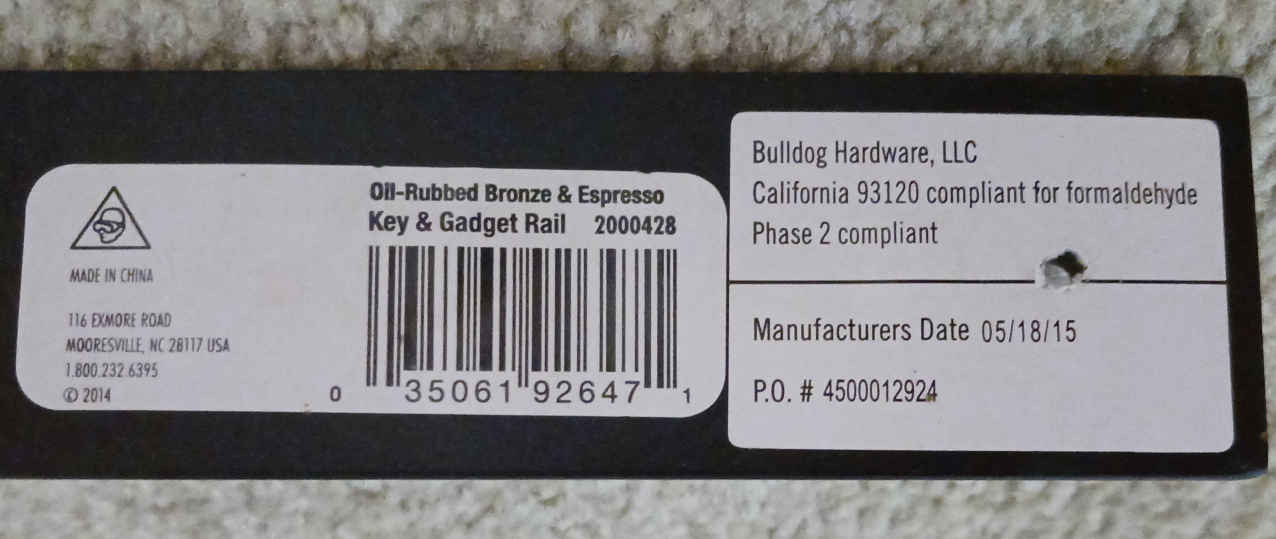 Oil-Rubbed Bronze & Espresso
Key & Gadget Rail 2000428
MADE IN CHINA
116 EXMORE ROAD
MOORESVILLE, NC 28117 USA
1.800.232.6395
© 2014
0 35061 92647 1
Bulldog Hardware, LLC
California 93120 compliant for formaldehyde
Phase 2 compliant
Manufacturers Date 05/18/15
P.O. # 4500012924